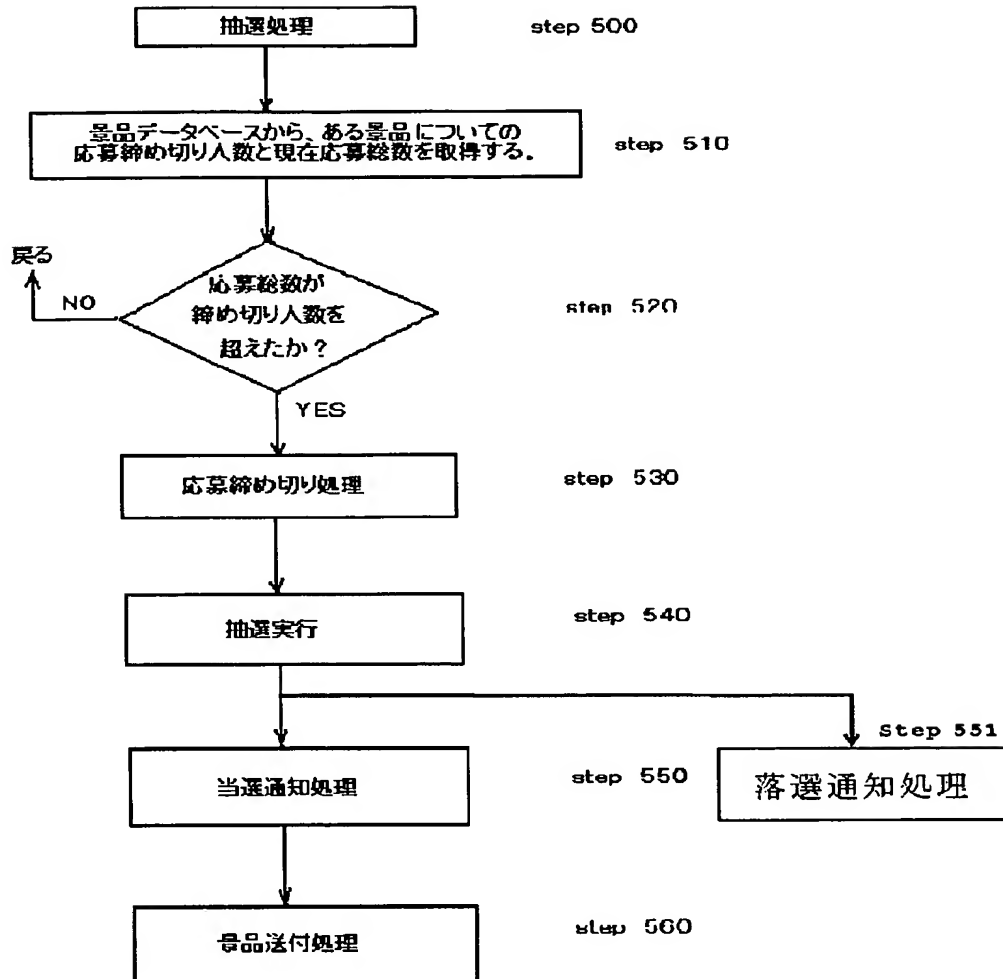 抽選処理 step 500
景品データベースから、ある景品についての
応募締め切り人数と現在応募総数を取得する。
step 510
戻る
NO
応募総数が
締め切り人数を
超えたか？
step 520
YES
応募締め切り処理 step 530
抽選実行 step 540
Step 551
当選通知処理 step 550
落選通知処理
景品送付処理 step 560